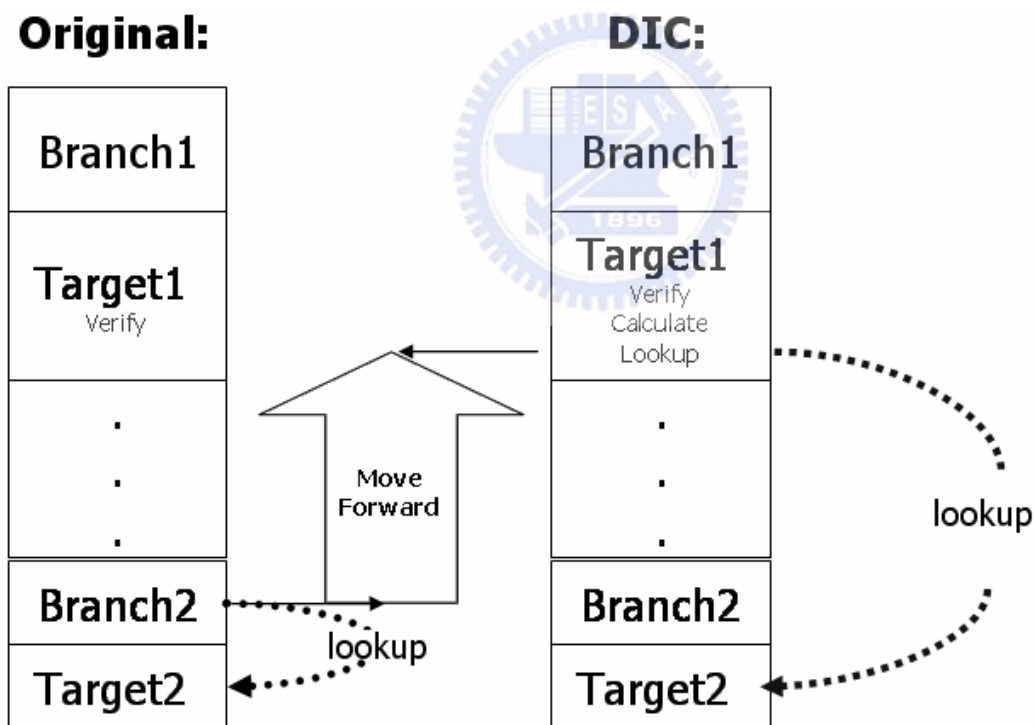 Original:
Branch1
Target1
Verify
.
.
.
Branch2
Target2
lookup
Move
Forward
DIC:
E S A
Branch1
1896
Target1
Verify
Calculate
Lookup
.
.
.
Branch2
Target2
lookup